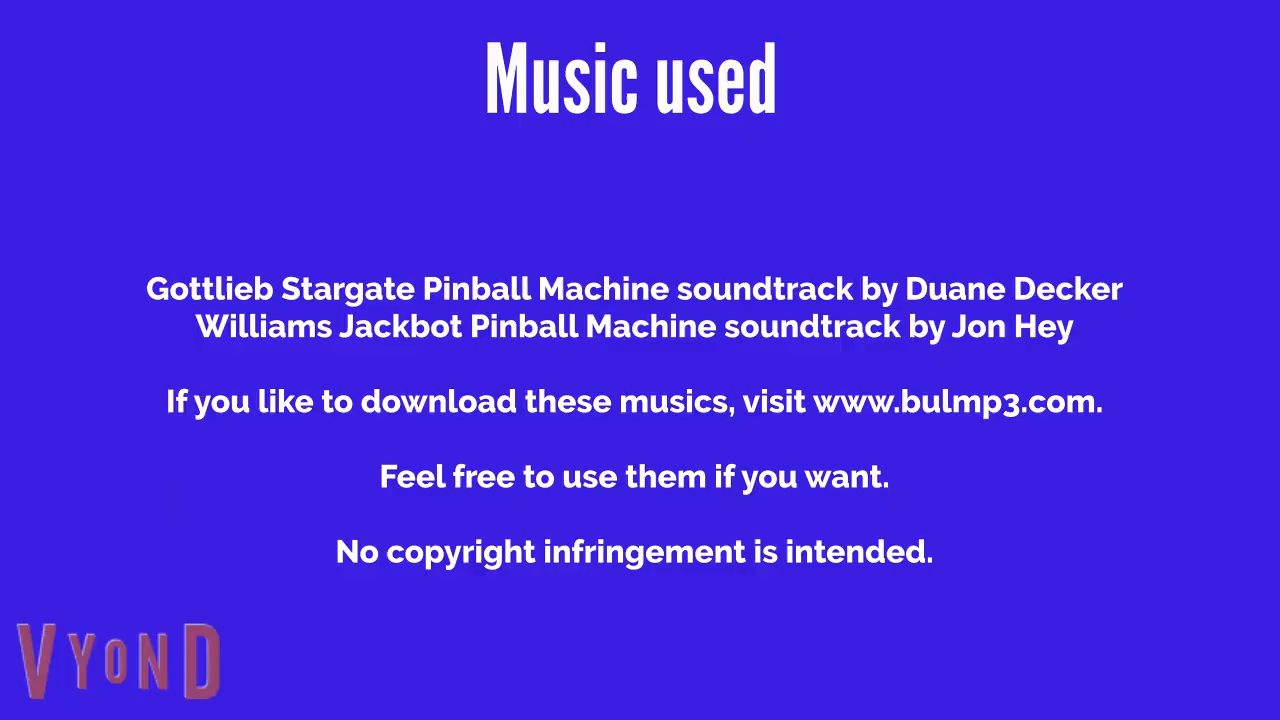 Music used
Gottlieb Stargate Pinball Machine soundtrack by Duane Decker
Williams Jackbot Pinball Machine soundtrack by Jon Hey
If you like to download these musics, visit www.bulmp3.com.
Feel free to use them if you want.
No copyright infringement is intended.
VYOND